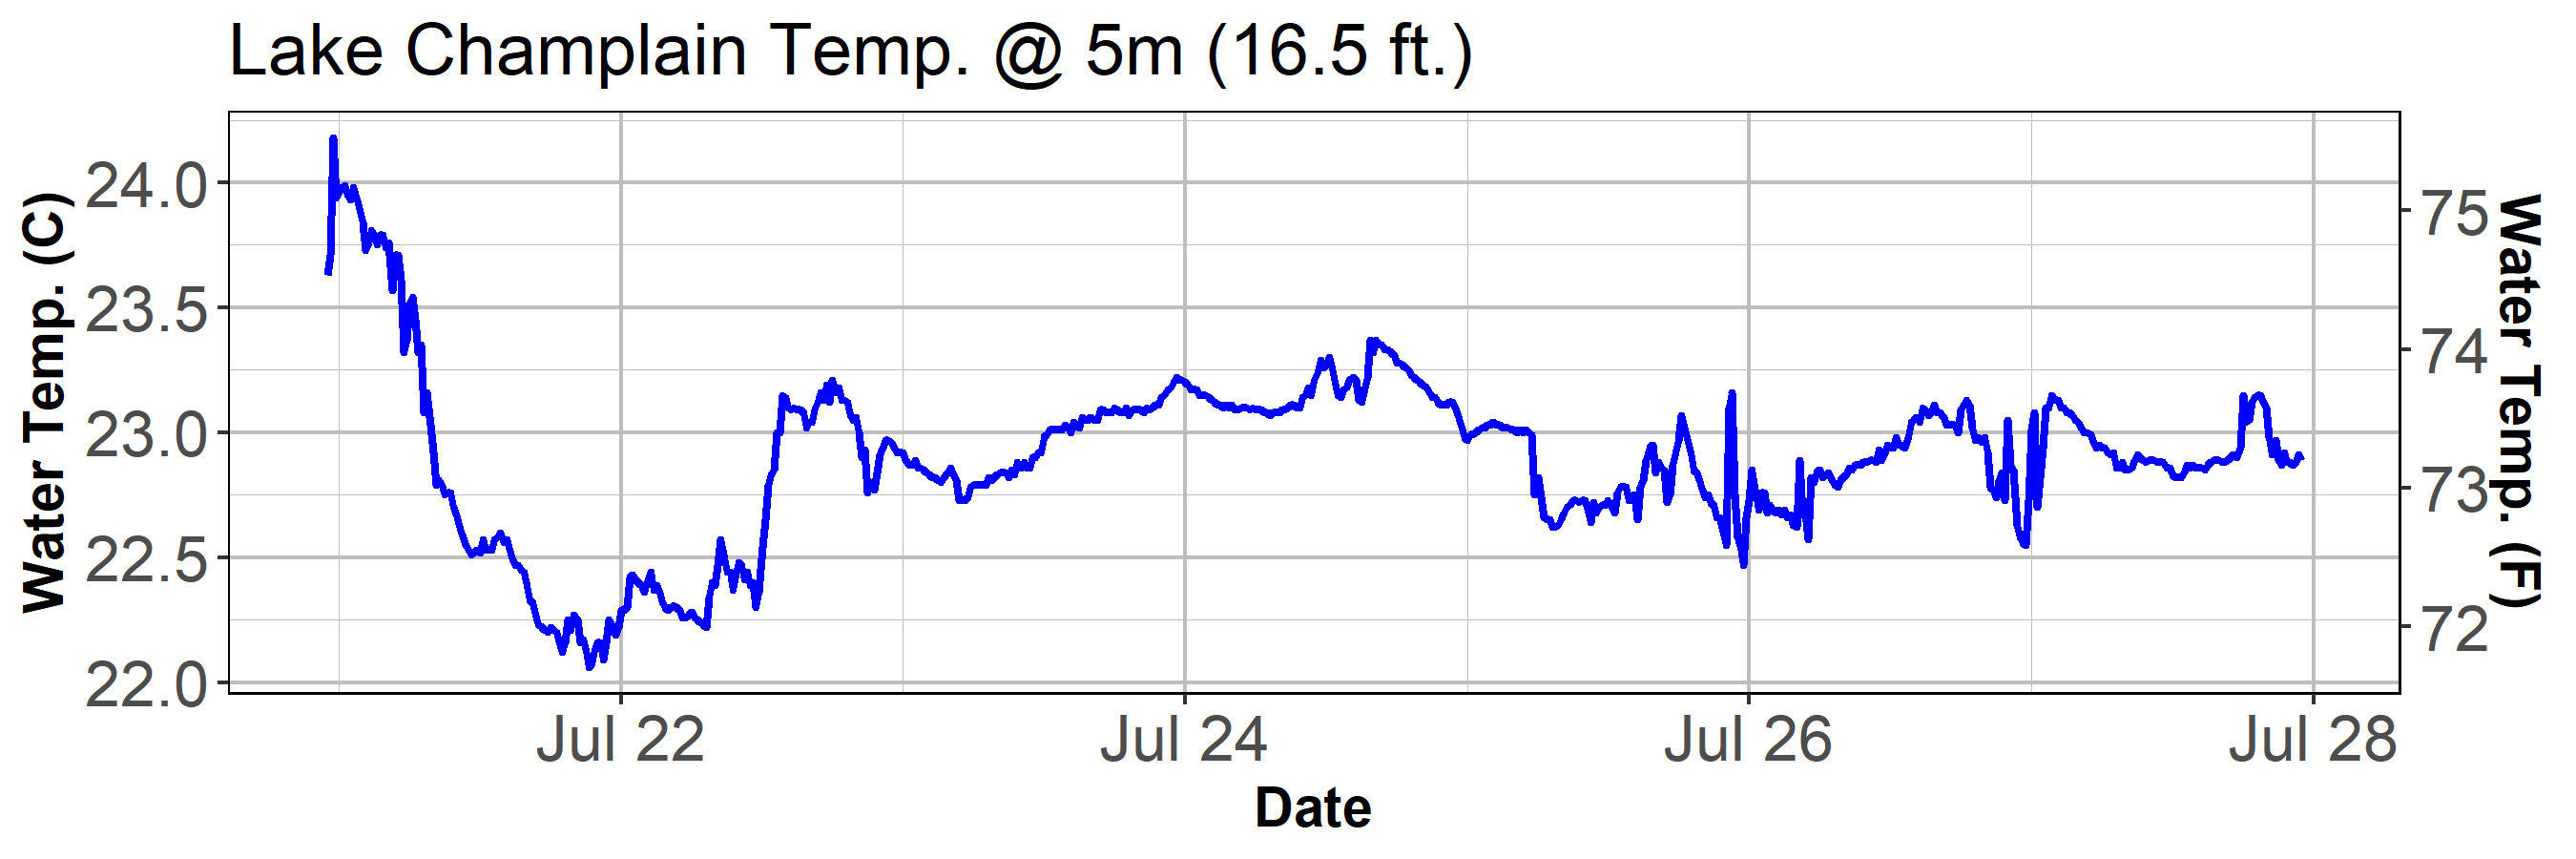 Lake Champlain Temp. @ 5m (16.5 ft.)
Water Temp. (C)
24.0
23.5
23.0
22.5
22.0
75
74
73
72
Water Temp. (F)
Jul 22
Jul 24
Jul 26
Jul 28
Date